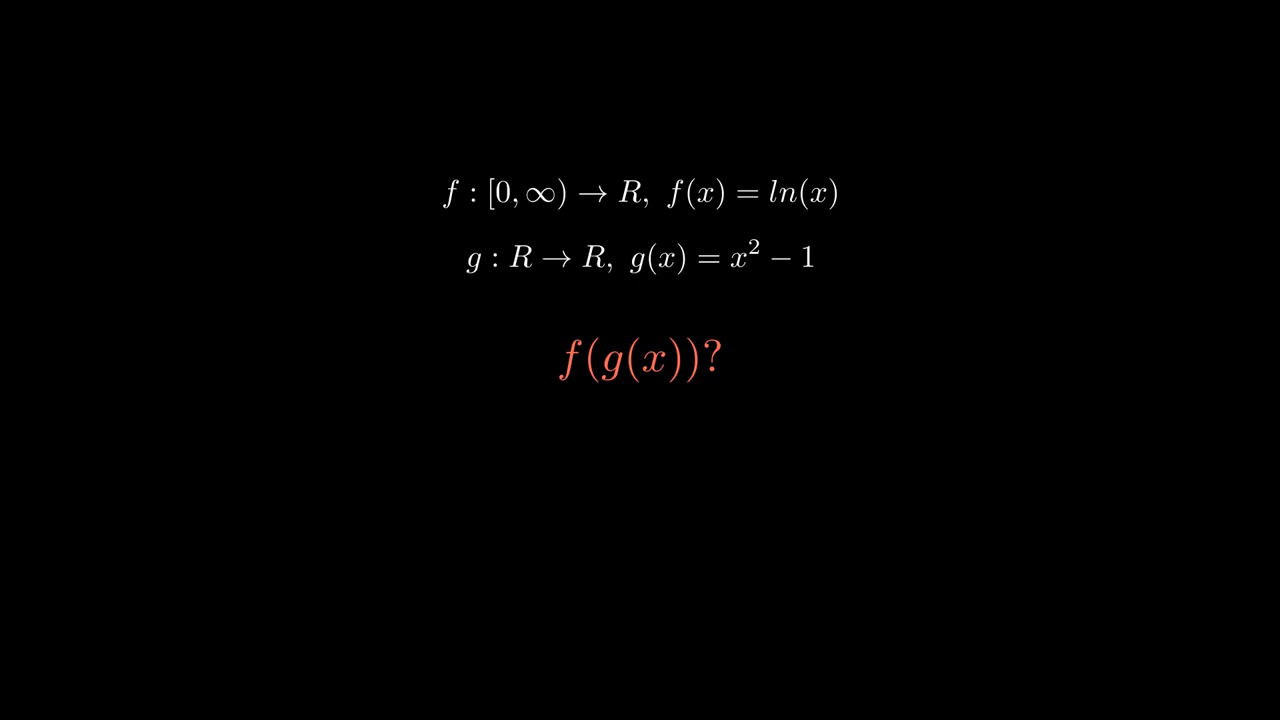 f : [0, ∞) → R, f(x) = ln(x)
g : R → R, g(x) = x² − 1
f(g(x))?